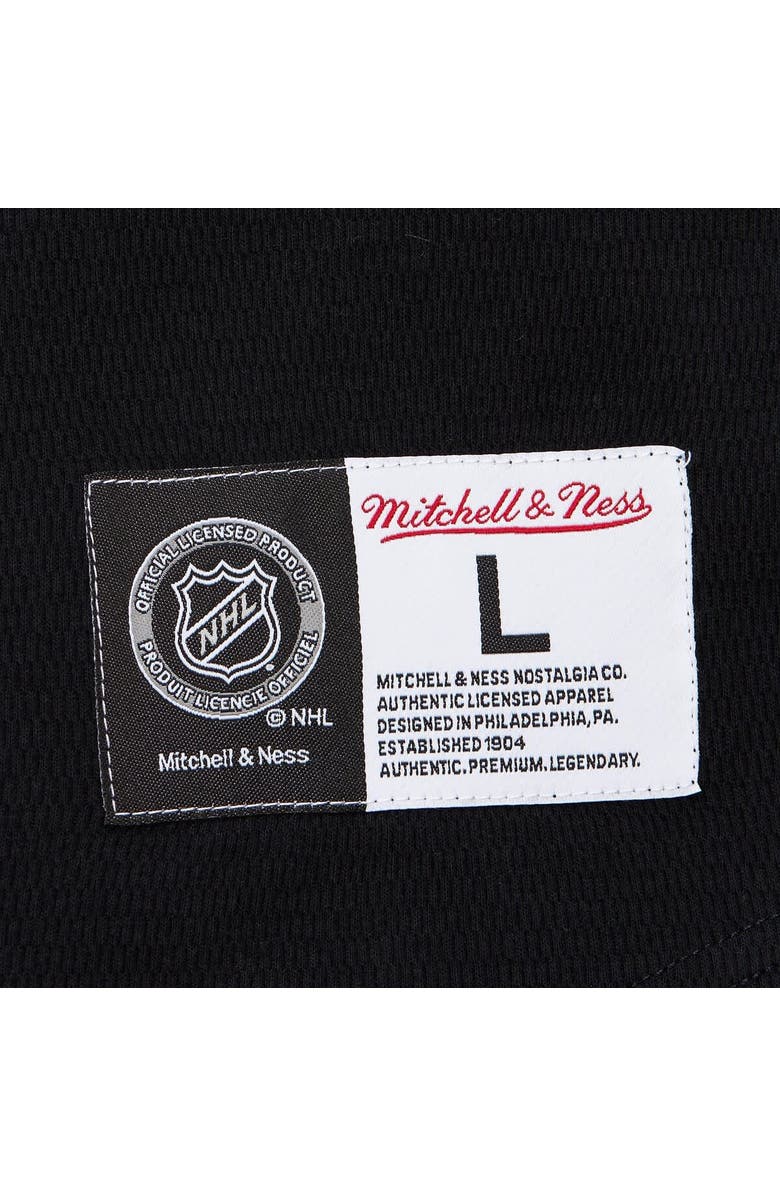 OFFICIAL LICENSED PRODUCT
NHL
PRODUIT LICENCIE OFFICIEL
© NHL
Mitchell & Ness
Mitchell & Ness
L
MITCHELL & NESS NOSTALGIA CO.
AUTHENTIC LICENSED APPAREL
DESIGNED IN PHILADELPHIA, PA.
ESTABLISHED 1904
AUTHENTIC. PREMIUM. LEGENDARY.